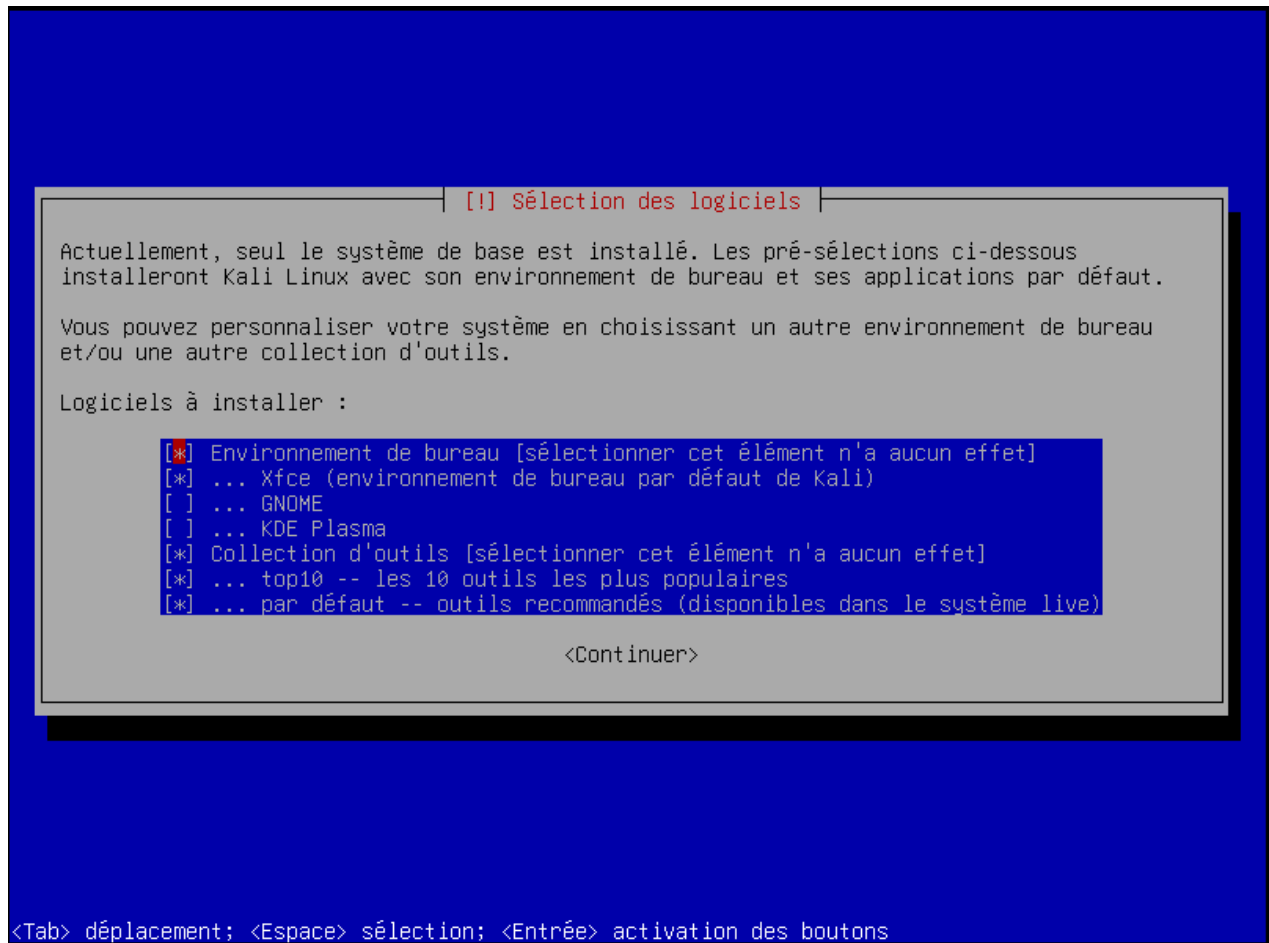 [!] Sélection des logiciels
Actuellement, seul le système de base est installé. Les pré-sélections ci-dessous
installeront Kali Linux avec son environnement de bureau et ses applications par défaut.
Vous pouvez personnaliser votre système en choisissant un autre environnement de bureau
et/ou une autre collection d'outils.
Logiciels à installer :
[*] Environnement de bureau [sélectionner cet élément n'a aucun effet]
[*] ... Xfce (environnement de bureau par défaut de Kali)
[ ] ... GNOME
[ ] ... KDE Plasma
[*] Collection d'outils [sélectionner cet élément n'a aucun effet]
[*] ... top10 -- les 10 outils les plus populaires
[*] ... par défaut -- outils recommandés (disponibles dans le système live)
<Continuer>
<Tab> déplacement; <Espace> sélection; <Entrée> activation des boutons